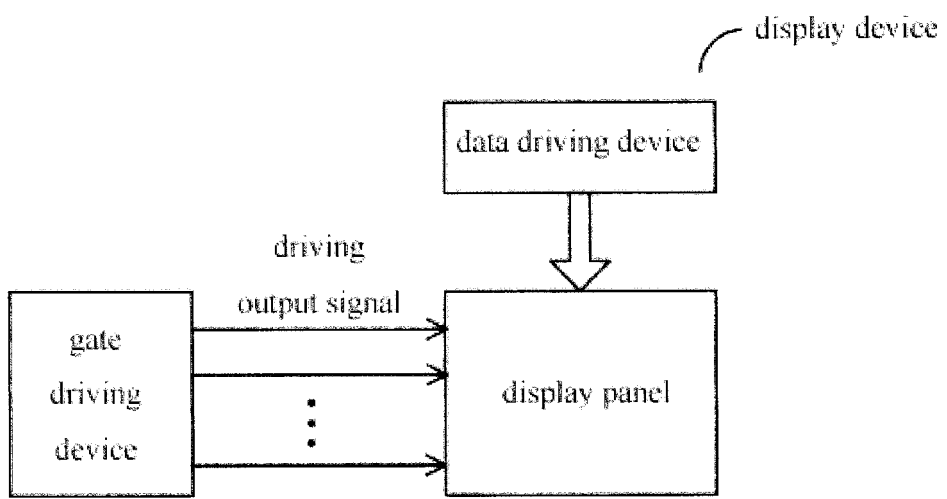 display device
data driving device
driving
output signal
gate
driving
device
display panel